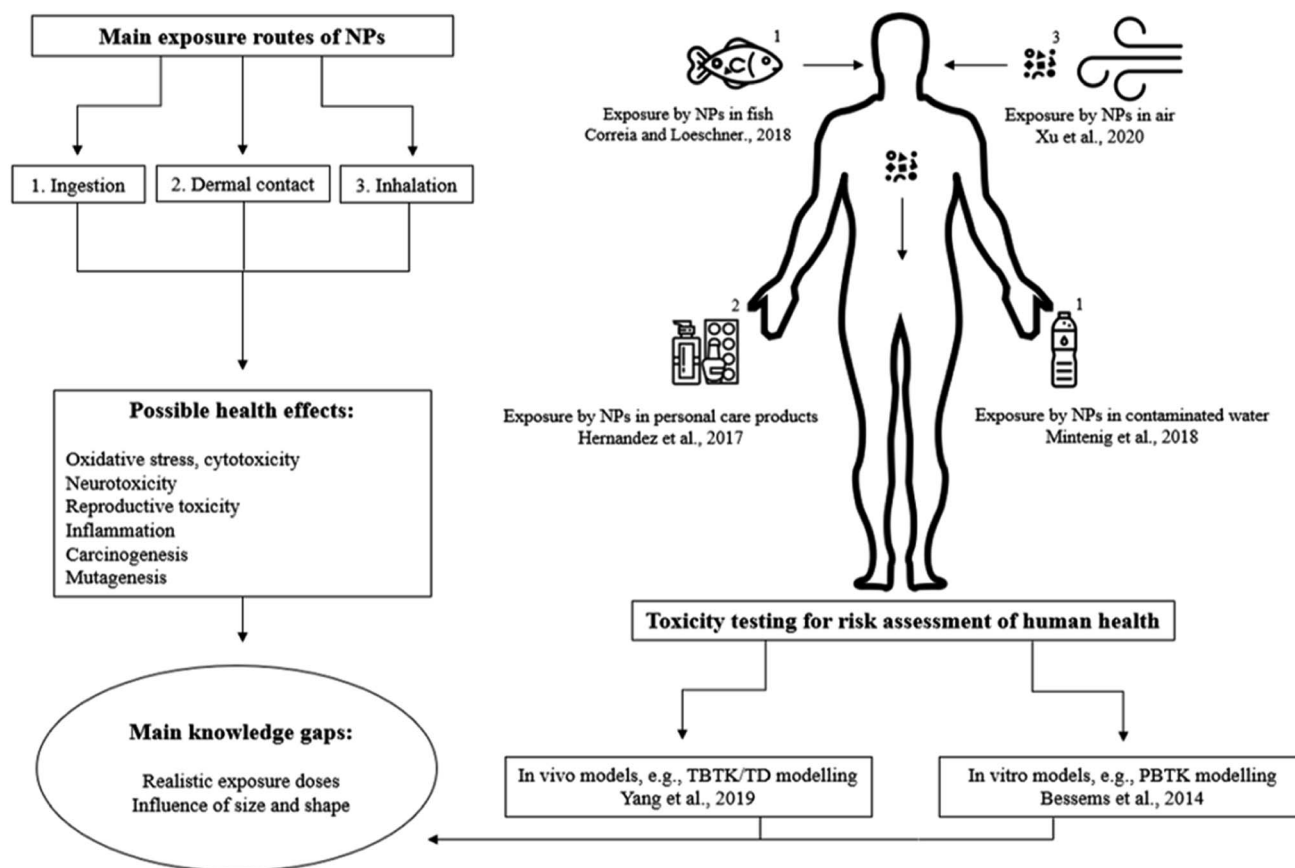 Main exposure routes of NPs
1. Ingestion
2. Dermal contact
3. Inhalation
Possible health effects:
Oxidative stress, cytotoxicity
Neurotoxicity
Reproductive toxicity
Inflammation
Carcinogenesis
Mutagenesis
Main knowledge gaps:
Realistic exposure doses
Influence of size and shape
1
Exposure by NPs in fish
Correia and Loeschner., 2018
3
Exposure by NPs in air
Xu et al., 2020
2
Exposure by NPs in personal care products
Hernandez et al., 2017
1
Exposure by NPs in contaminated water
Mintenig et al., 2018
Toxicity testing for risk assessment of human health
In vivo models, e.g., TBTK/TD modelling
Yang et al., 2019
In vitro models, e.g., PBTK modelling
Bessems et al., 2014